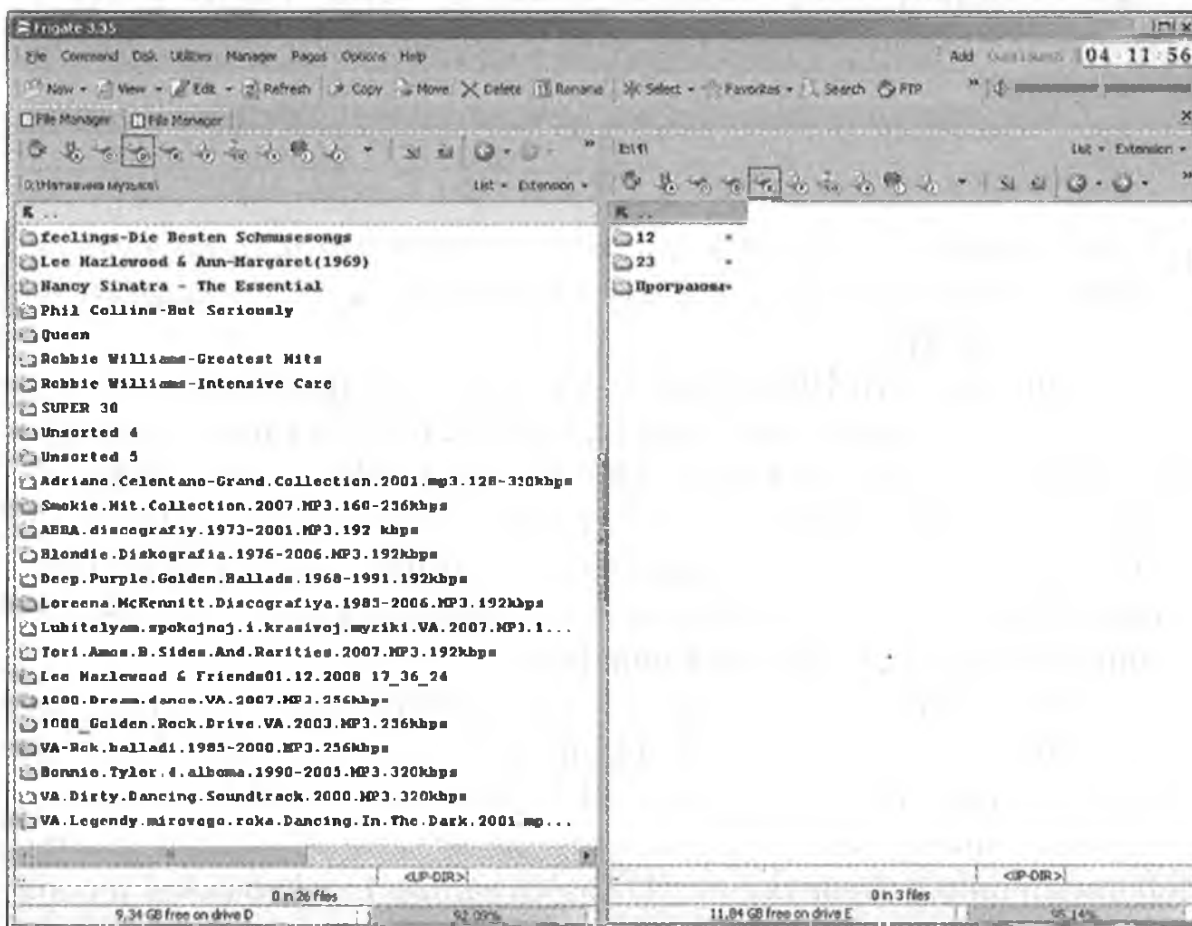 Frigate 3.35
File Command Disk Utilities Manager Pages Options Help
Add
04 11 56
New View Edit Refresh Copy Move Delete Rename Select Favorites Search FTP
File Manager File Manager
E:\f\
List Extension
D:\Наташина музыка\
List Extension
..
feelings-Die Besten Schmusesongs
Lee Hazlewood & Ann-Margaret(1969)
Nancy Sinatra - The Essential
Phil Collins-But Seriously
Queen
Robbie Williams-Greatest Hits
Robbie Williams-Intensive Care
SUPER 30
Unsorted 4
Unsorted 5
Adriano.Celentano-Grand.Collection.2001.mp3.128-320kbps
Smokie.Hit.Collection.2007.MP3.160-256kbps
ABBA.discografiy.1973-2001.MP3.192 kbps
Blondie.Diskografia.1976-2006.MP3.192kbps
Deep.Purple.Golden.Ballads.1968-1991.192kbps
Loreena.McKennitt.Discografiya.1985-2006.MP3.192kbps
Lubitelyam.spokojnoj.i.krasivoj.myziki.VA.2007.MP3.1...
Tori.Amos.B.Sides.And.Rarities.2007.MP3.192kbps
Lee Hazlewood & Friends01.12.2008 17_36_24
1000.Dream.dance.VA.2007.MP3.256kbps
1000_Golden.Rock.Drive.VA.2003.MP3.256kbps
VA-Rok.balladi.1985-2000.MP3.256kbps
Bonnie.Tyler.4.alboma.1990-2005.MP3.320kbps
VA.Dirty.Dancing.Soundtrack.2000.MP3.320kbps
VA.Legendy.mirovogo.roka.Dancing.In.The.Dark.2001.mp...
..
<UP-DIR>
0 in 26 files
9,34 GB free on drive D
92.09%
..
12
23
Программы
<UP-DIR>
0 in 3 files
11,84 GB free on drive E
95.14%